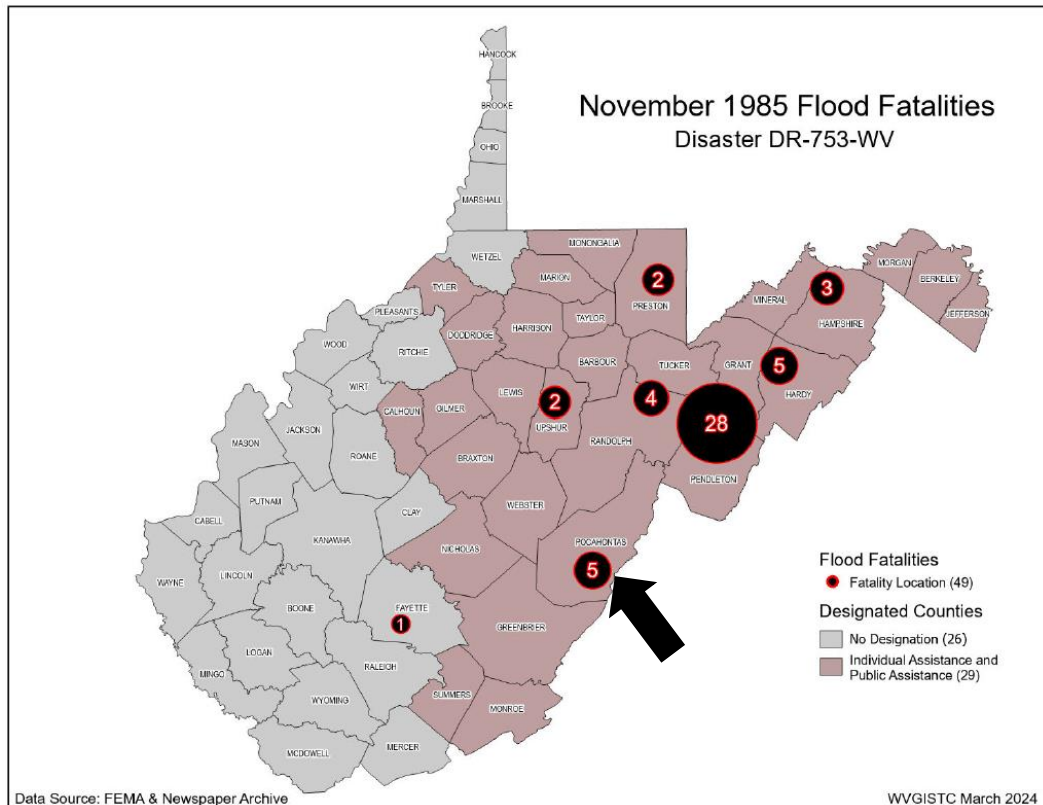 November 1985 Flood Fatalities
Disaster DR-753-WV
HANCOCK
BROOKE
OHIO
MARSHALL
WETZEL
MONONGALIA
MARION
2
PRESTON
MORGAN
BERKELEY
JEFFERSON
MINERAL
3
HAMPSHIRE
TYLER
PLEASANTS
DODDRIDGE
HARRISON
TAYLOR
WOOD
RITCHIE
BARBOUR
TUCKER
GRANT
5
HARDY
WIRT
LEWIS
2
UPSHUR
4
CALHOUN
GILMER
JACKSON
28
RANDOLPH
MASON
ROANE
BRAXTON
PENDLETON
PUTNAM
WEBSTER
CLAY
CABELL
KANAWHA
POCAHONTAS
NICHOLAS
5
LINCOLN
WAYNE
BOONE
FAYETTE
1
GREENBRIER
LOGAN
RALEIGH
MINGO
SUMMERS
WYOMING
MONROE
MERCER
MCDOWELL
Flood Fatalities
Fatality Location (49)
Designated Counties
No Designation (26)
Individual Assistance and
Public Assistance (29)
Data Source: FEMA & Newspaper Archive
WVGISTC March 2024